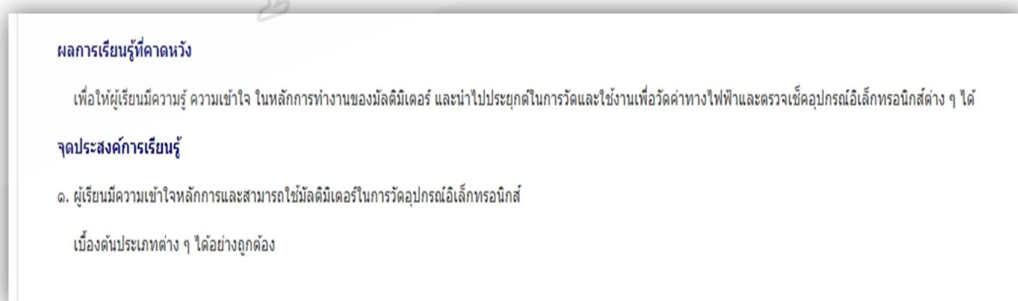 ผลการเรียนรู้ที่คาดหวัง
เพื่อให้ผู้เรียนมีความรู้ ความเข้าใจ ในหลักการทำงานของมัลติมิเตอร์ และนำไปประยุกต์ในการวัดและใช้งานเพื่อวัดค่าทางไฟฟ้าและตรวจเช็คอุปกรณ์อิเล็กทรอนิกส์ต่าง ๆ ได้
จุดประสงค์การเรียนรู้
๑. ผู้เรียนมีความเข้าใจหลักการและสามารถใช้มัลติมิเตอร์ในการวัดอุปกรณ์อิเล็กทรอนิกส์
เบื้องต้นประเภทต่าง ๆ ได้อย่างถูกต้อง